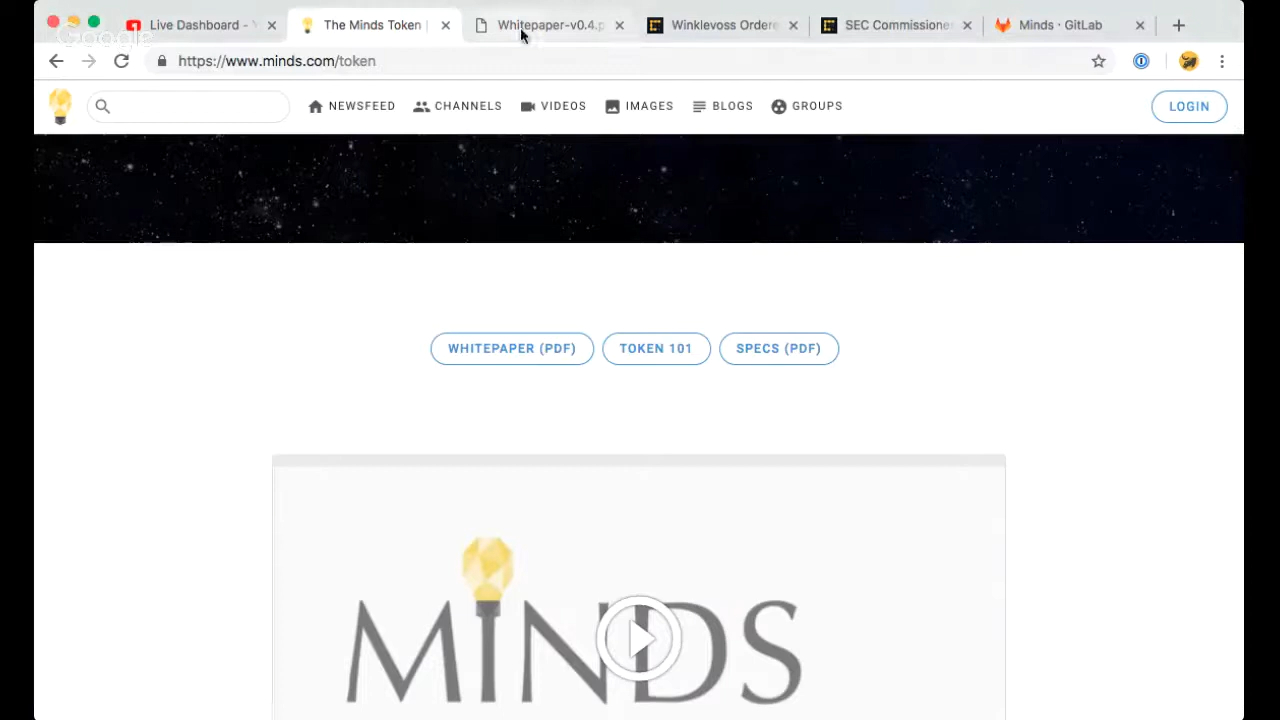 Live Dashboard - Y
The Minds Token |
Whitepaper-v0.4.p
Winklevoss Ordere
SEC Commissione
Minds · GitLab
Google
https://www.minds.com/token
NEWSFEED
CHANNELS
VIDEOS
IMAGES
BLOGS
GROUPS
LOGIN
WHITEPAPER (PDF)
TOKEN 101
SPECS (PDF)
MINDS